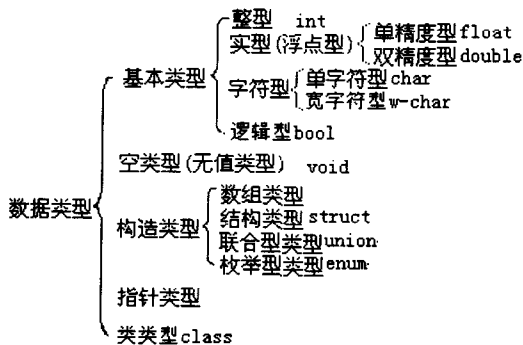 整型 int
实型(浮点型) 单精度型float
双精度型double
基本类型
字符型 单字符型char
宽字符型w-char
逻辑型bool
空类型(无值类型) void
数据类型
数组类型
结构类型struct
构造类型
联合型类型union
枚举型类型enum
指针类型
类类型class